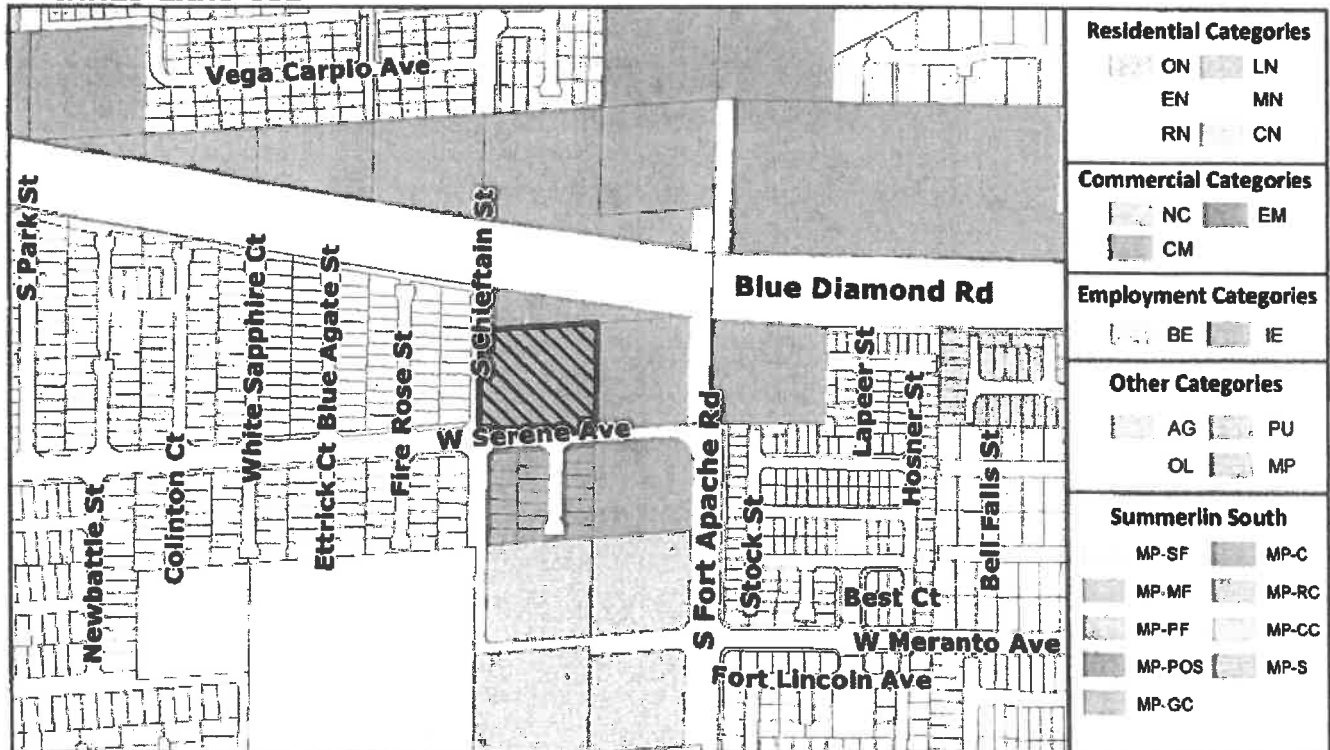 Vega Carpio Ave
S Park St
S Chieftain St
White Sapphire Ct
Blue Agate St
Blue Diamond Rd
Fire Rose St
Lapeer St
W Serene Ave
Hosner St
Colinton Ct
Ettrick Ct
S Fort Apache Rd
Bell Falls St
Newbattle St
Stock St
Best Ct
W Meranto Ave
Fort Lincoln Ave
Residential Categories
ON LN
EN MN
RN CN
Commercial Categories
NC EM
CM
Employment Categories
BE IE
Other Categories
AG PU
OL MP
Summerlin South
MP-SF MP-C
MP-MF MP-RC
MP-PF MP-CC
MP-POS MP-S
MP-GC